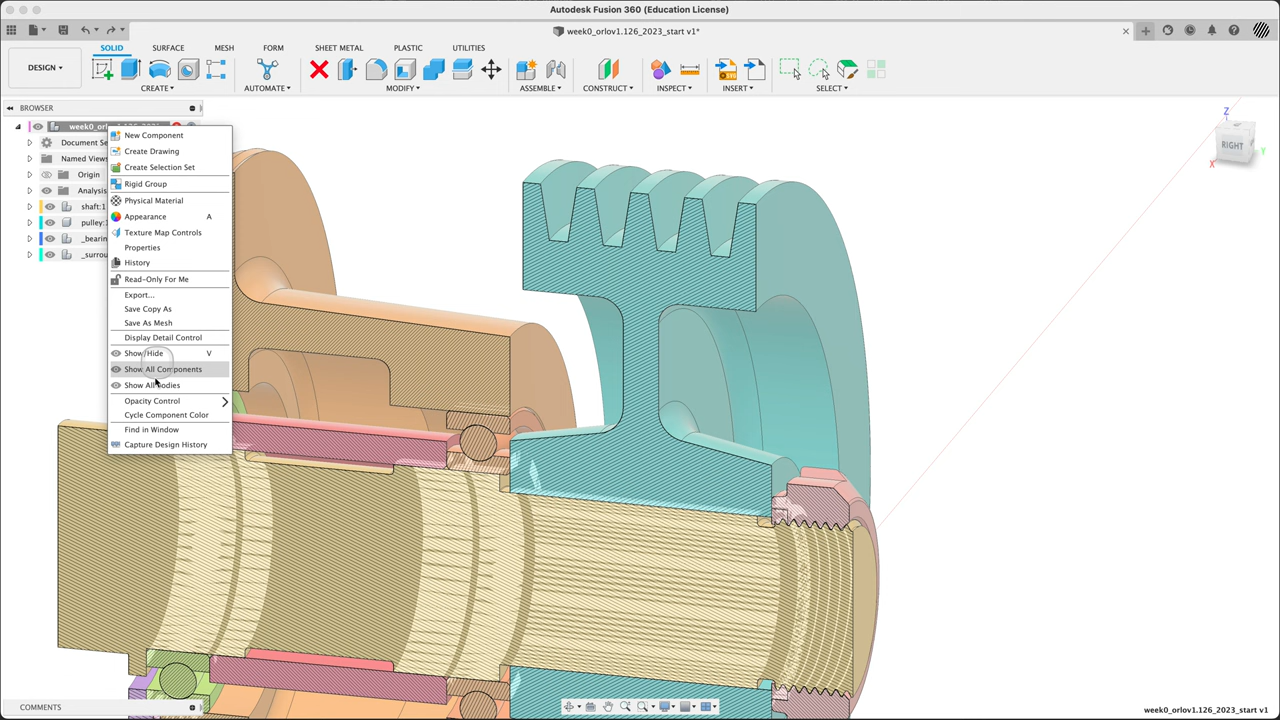 Autodesk Fusion 360 (Education License)
week0_orlov1.126_2023_start v1*
SOLID SURFACE MESH FORM SHEET METAL PLASTIC UTILITIES
DESIGN
CREATE AUTOMATE MODIFY ASSEMBLE CONSTRUCT INSPECT INSERT SELECT
BROWSER
week0_orlo
Document Se
Named Views
Origin
Analysis
shaft:1
pulley:
_bearin
_surrou
New Component
Create Drawing
Create Selection Set
Rigid Group
Physical Material
Appearance A
Texture Map Controls
Properties
History
Read-Only For Me
Export...
Save Copy As
Save As Mesh
Display Detail Control
Show/Hide V
Show All Components
Show All Bodies
Opacity Control
Cycle Component Color
Find in Window
Capture Design History
Z
RIGHT
X
Y
COMMENTS
week0_orlov1.126_2023_start v1